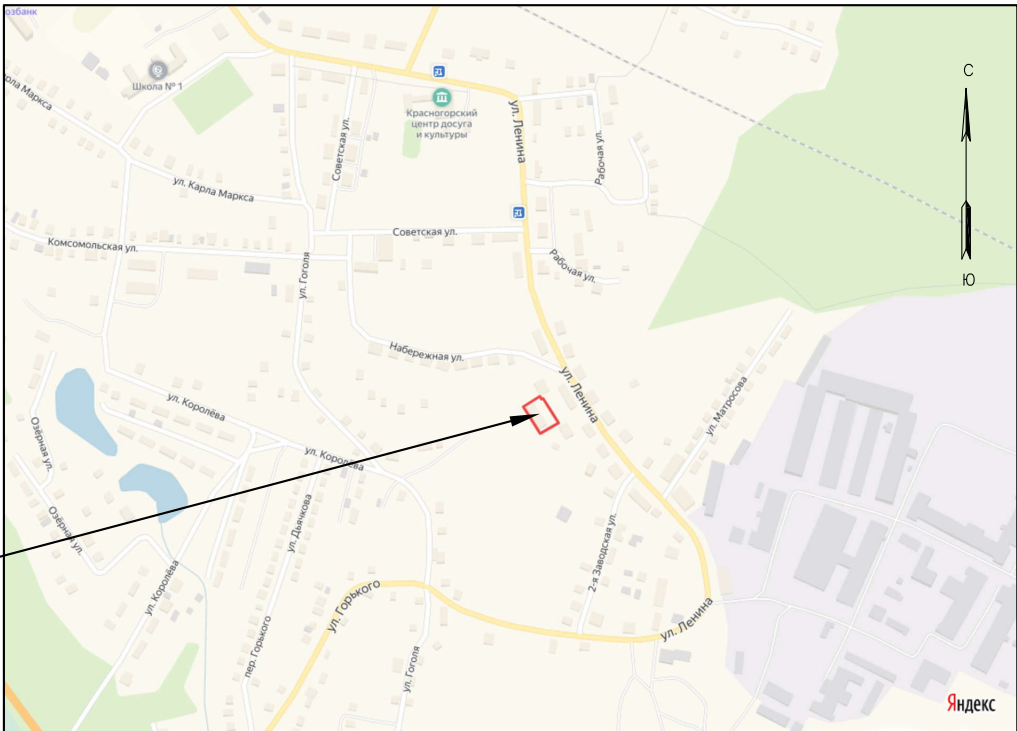 озбанк
Школа № 1
Красногорский
центр досуга
и культуры
ул. Ленина
Рабочая ул.
С
Ю
рла Маркса
Советская ул.
ул. Карла Маркса
Советская ул.
Комсомольская ул.
ул. Гоголя
Рабочая ул.
Набережная ул.
ул. Ленина
ул. Матросова
ул. Королёва
Озёрная ул.
ул. Королёва
ул. Дьячкова
Озёрная ул.
2-я Заводская ул.
ул. Королёва
ул. Горького
ул. Ленина
пер. Горького
ул. Гоголя
Яндекс